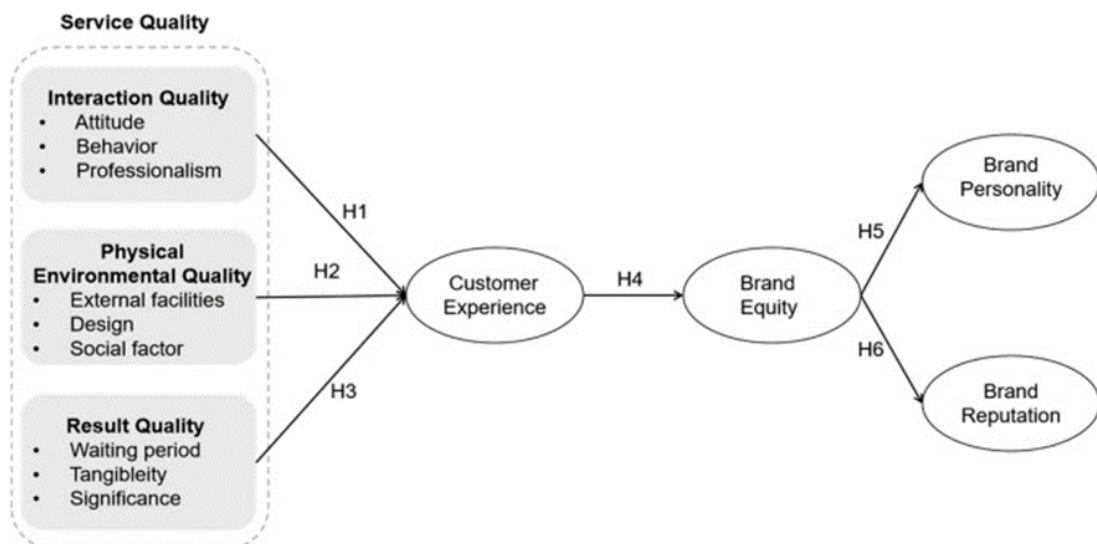 Service Quality
Interaction Quality
• Attitude
• Behavior
• Professionalism
Physical
Environmental Quality
• External facilities
• Design
• Social factor
Result Quality
• Waiting period
• Tangibleity
• Significance
H1
H2
H3
Customer
Experience
H4
Brand
Equity
H5
H6
Brand
Personality
Brand
Reputation